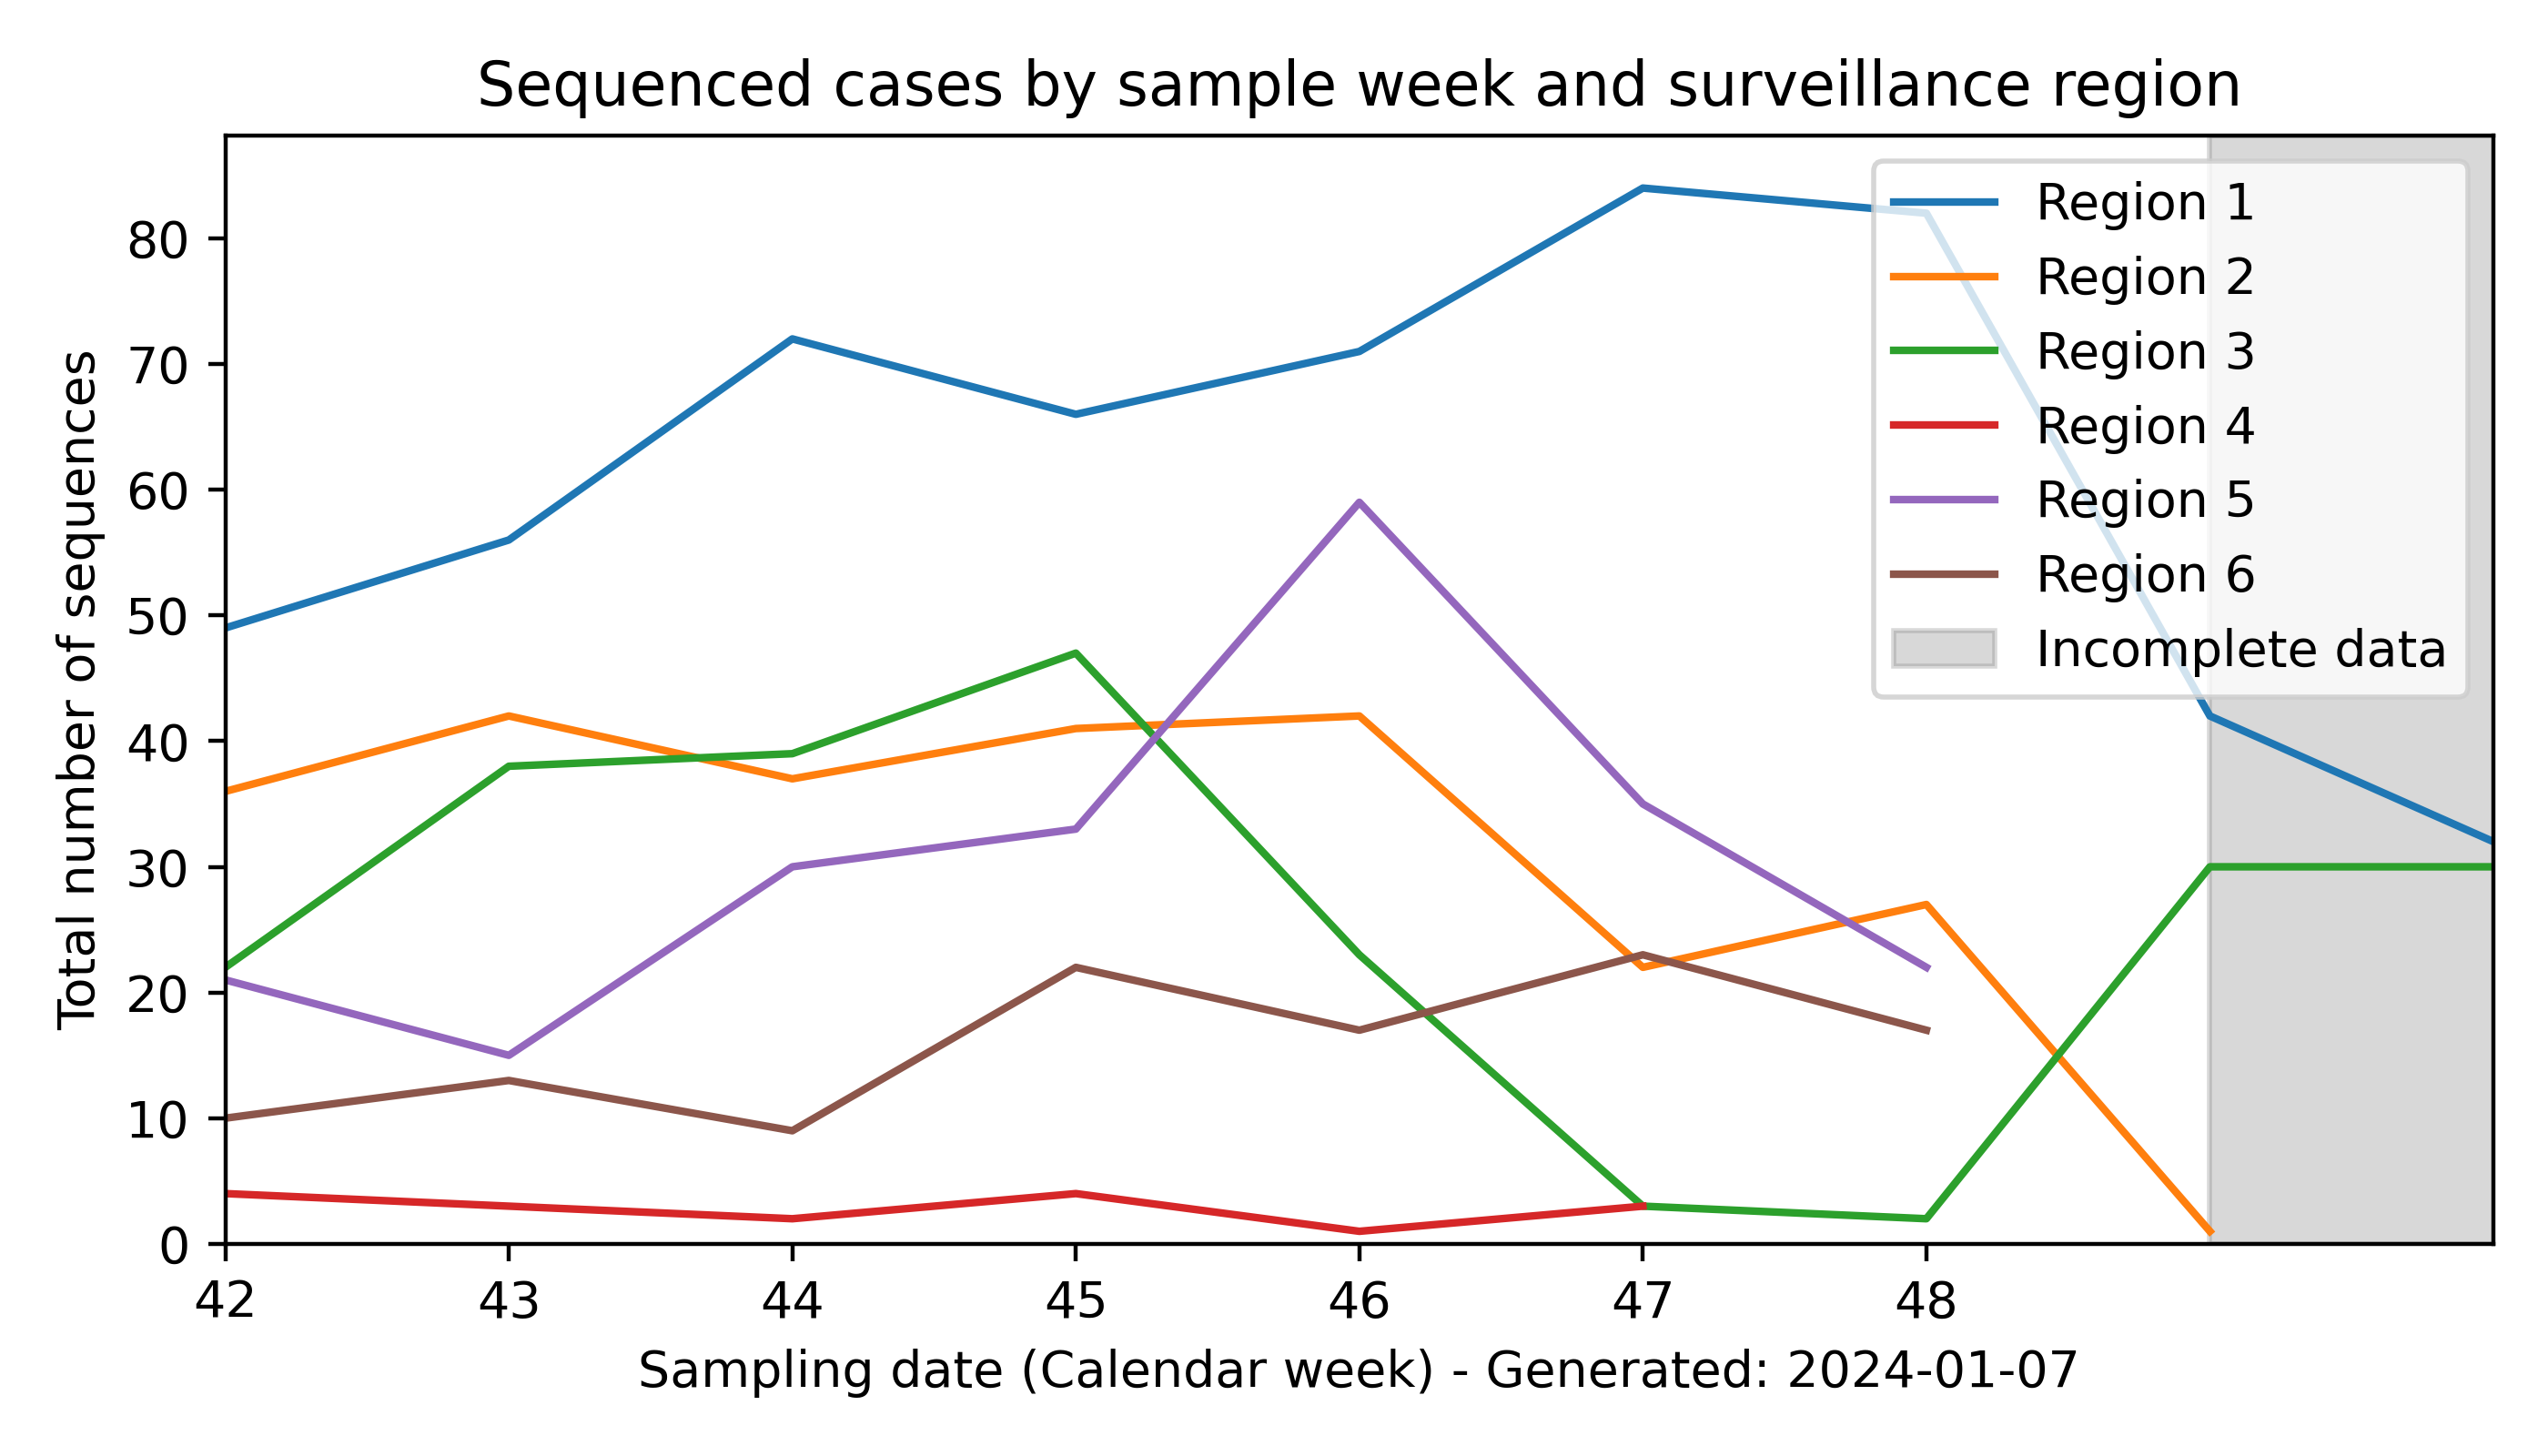 Sequenced cases by sample week and surveillance region
Total number of sequences
80
70
60
50
40
30
20
10
0
Region 1
Region 2
Region 3
Region 4
Region 5
Region 6
Incomplete data
42 43 44 45 46 47 48
Sampling date (Calendar week) - Generated: 2024-01-07